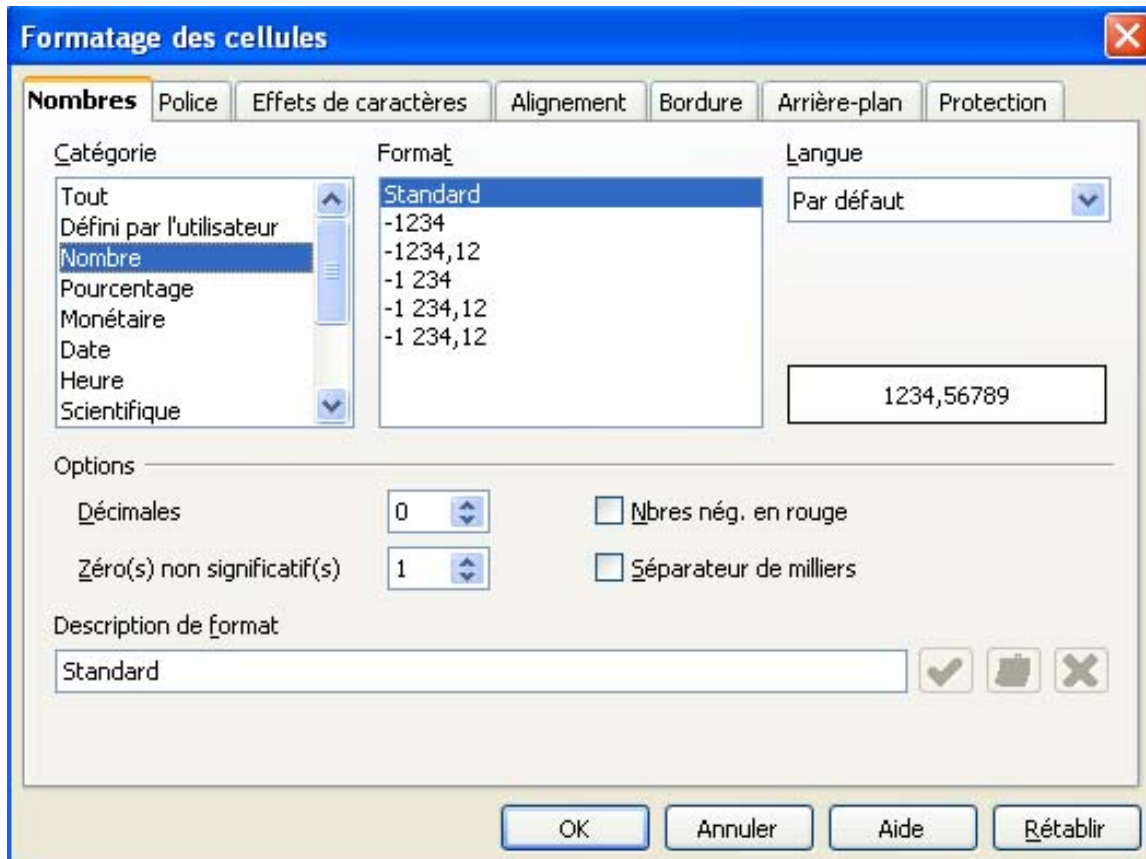 Formatage des cellules
Nombres Police Effets de caractères Alignement Bordure Arrière-plan Protection
Catégorie
Tout
Défini par l'utilisateur
Nombre
Pourcentage
Monétaire
Date
Heure
Scientifique
Format
Standard
-1234
-1234,12
-1 234
-1 234,12
-1 234,12
Langue
Par défaut
1234,56789
Options
Décimales 0
Nbres nég. en rouge
Zéro(s) non significatif(s) 1
Séparateur de milliers
Description de format
Standard
OK Annuler Aide Rétablir